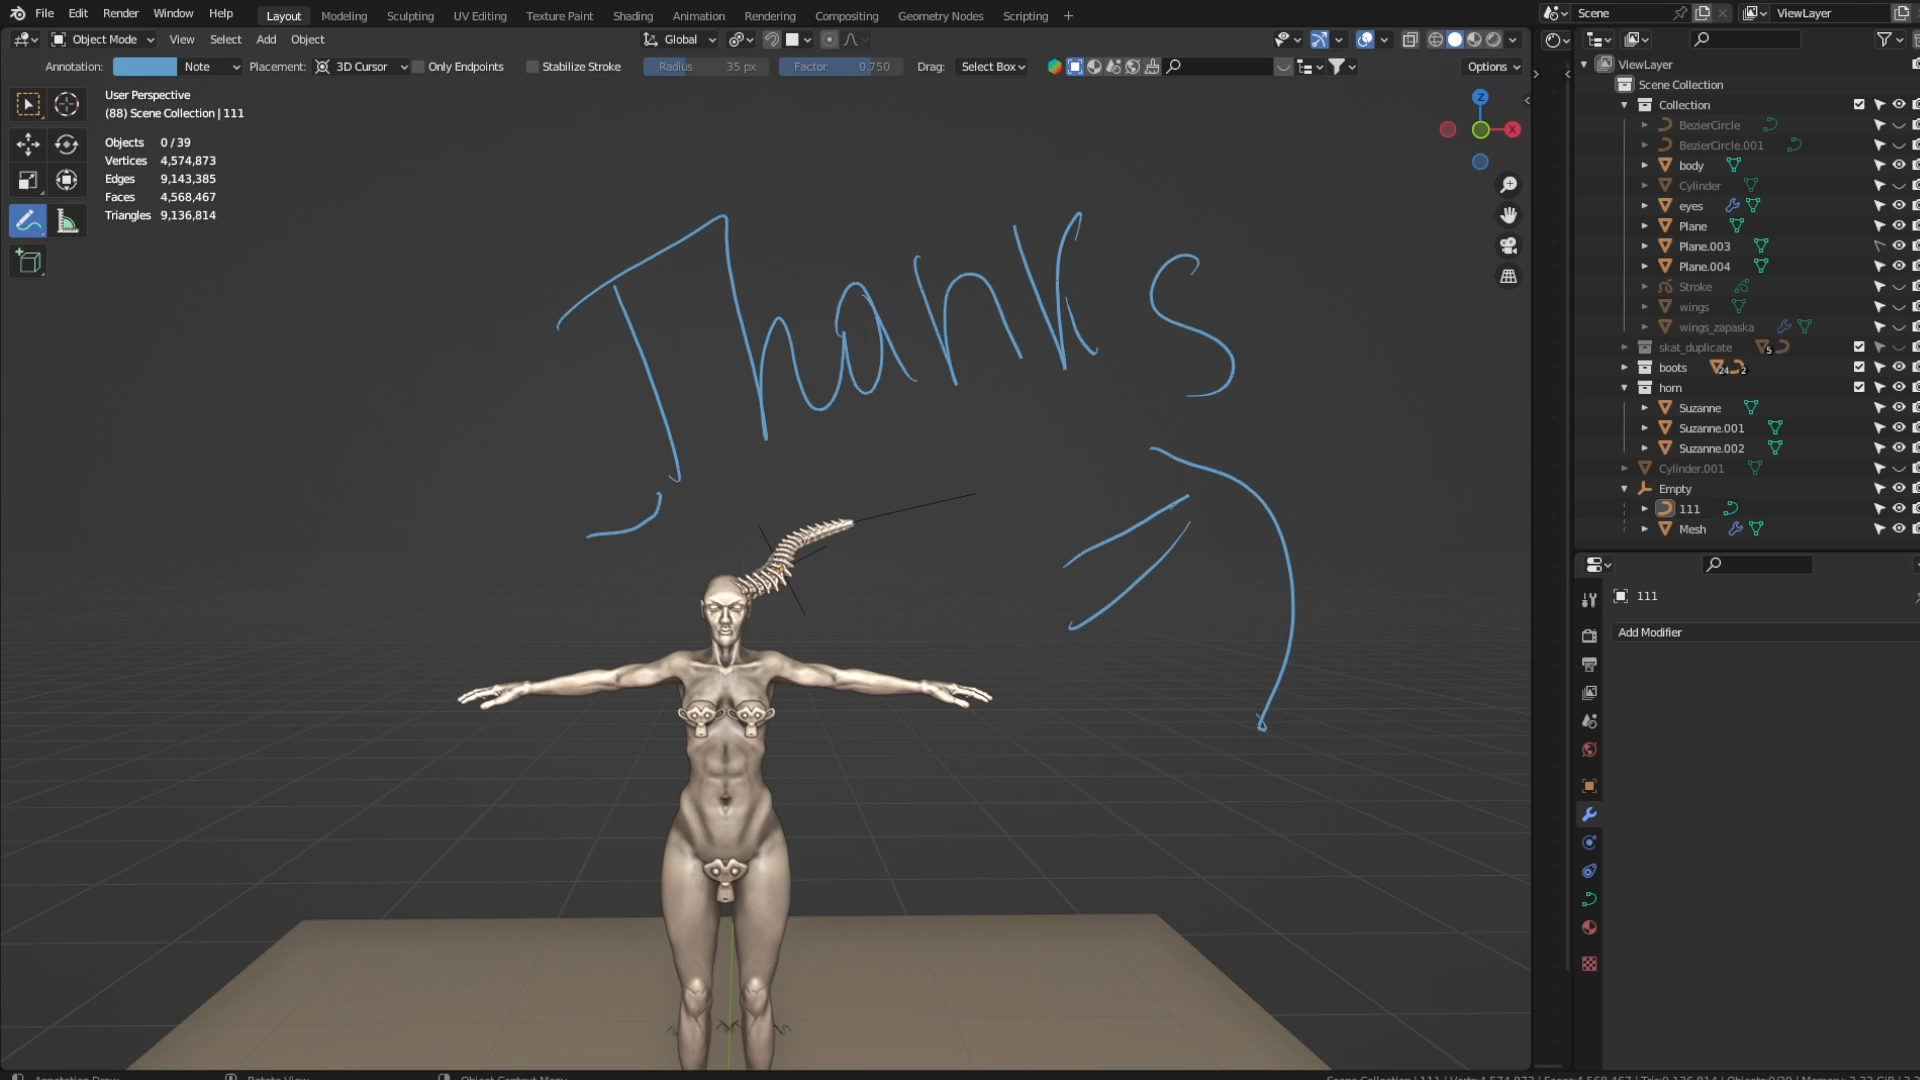 File Edit Render Window Help Layout Modeling Sculpting UV Editing Texture Paint Shading Animation Rendering Compositing Geometry Nodes Scripting + Scene ViewLayer
Object Mode View Select Add Object Global
Annotation: Note Placement: 3D Cursor Only Endpoints Stabilize Stroke Radius 35 px Factor 0.750 Drag: Select Box Options
User Perspective
(88) Scene Collection | 111
Objects 0 / 39
Vertices 4,574,873
Edges 9,143,385
Faces 4,568,467
Triangles 9,136,814
Z
X
Thanks
ViewLayer
Scene Collection
Collection
BezierCircle
BezierCircle.001
body
Cylinder
eyes
Plane
Plane.003
Plane.004
Stroke
wings
wings_zapaska
skat_duplicate 5
boots 24 2
horn
Suzanne
Suzanne.001
Suzanne.002
Cylinder.001
Empty
111
Mesh
111
Add Modifier